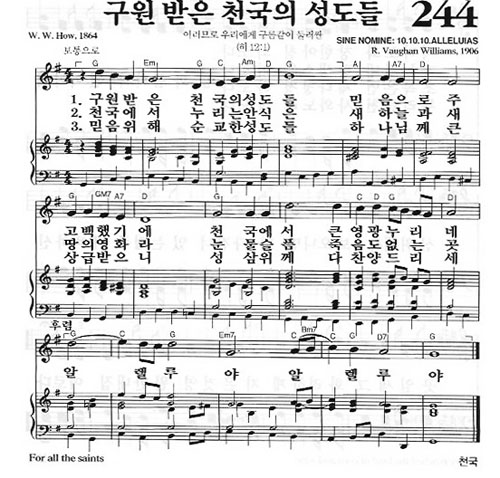 구원 받은 천국의 성도들 244
W. W. How, 1864
이러므로 우리에게 구름같이 둘러싼
(히 12:1)
SINE NOMINE: 10.10.10.ALLELUIAS
R. Vaughan Williams, 1906
보통으로
G Em G C Am D G Em A7 D
1. 구원받은 천국의성도들 믿음으로주
2. 천국에서 누리는안식은 새하늘과새
3. 믿음위해 순교한성도들 하나님께큰
G GM7 A7 D G C G
고백했기에 천국에서 큰영광누리네
땅의영화라 눈물슬픔 죽음도없는곳
상급받으니 성삼위께 다찬양드리세
후렴
G C G Em7 C G D7 G
알렐루야알렐루야
For all the saints
천국